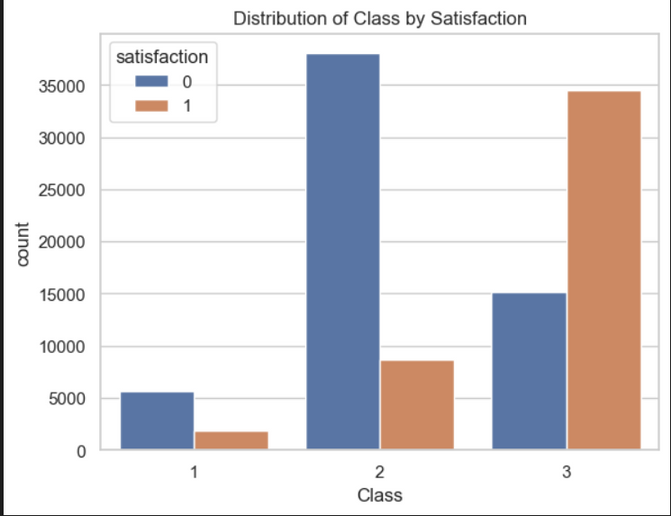 Distribution of Class by Satisfaction
satisfaction
0
1
35000
30000
25000
20000
15000
10000
5000
0
count
1 2 3
Class